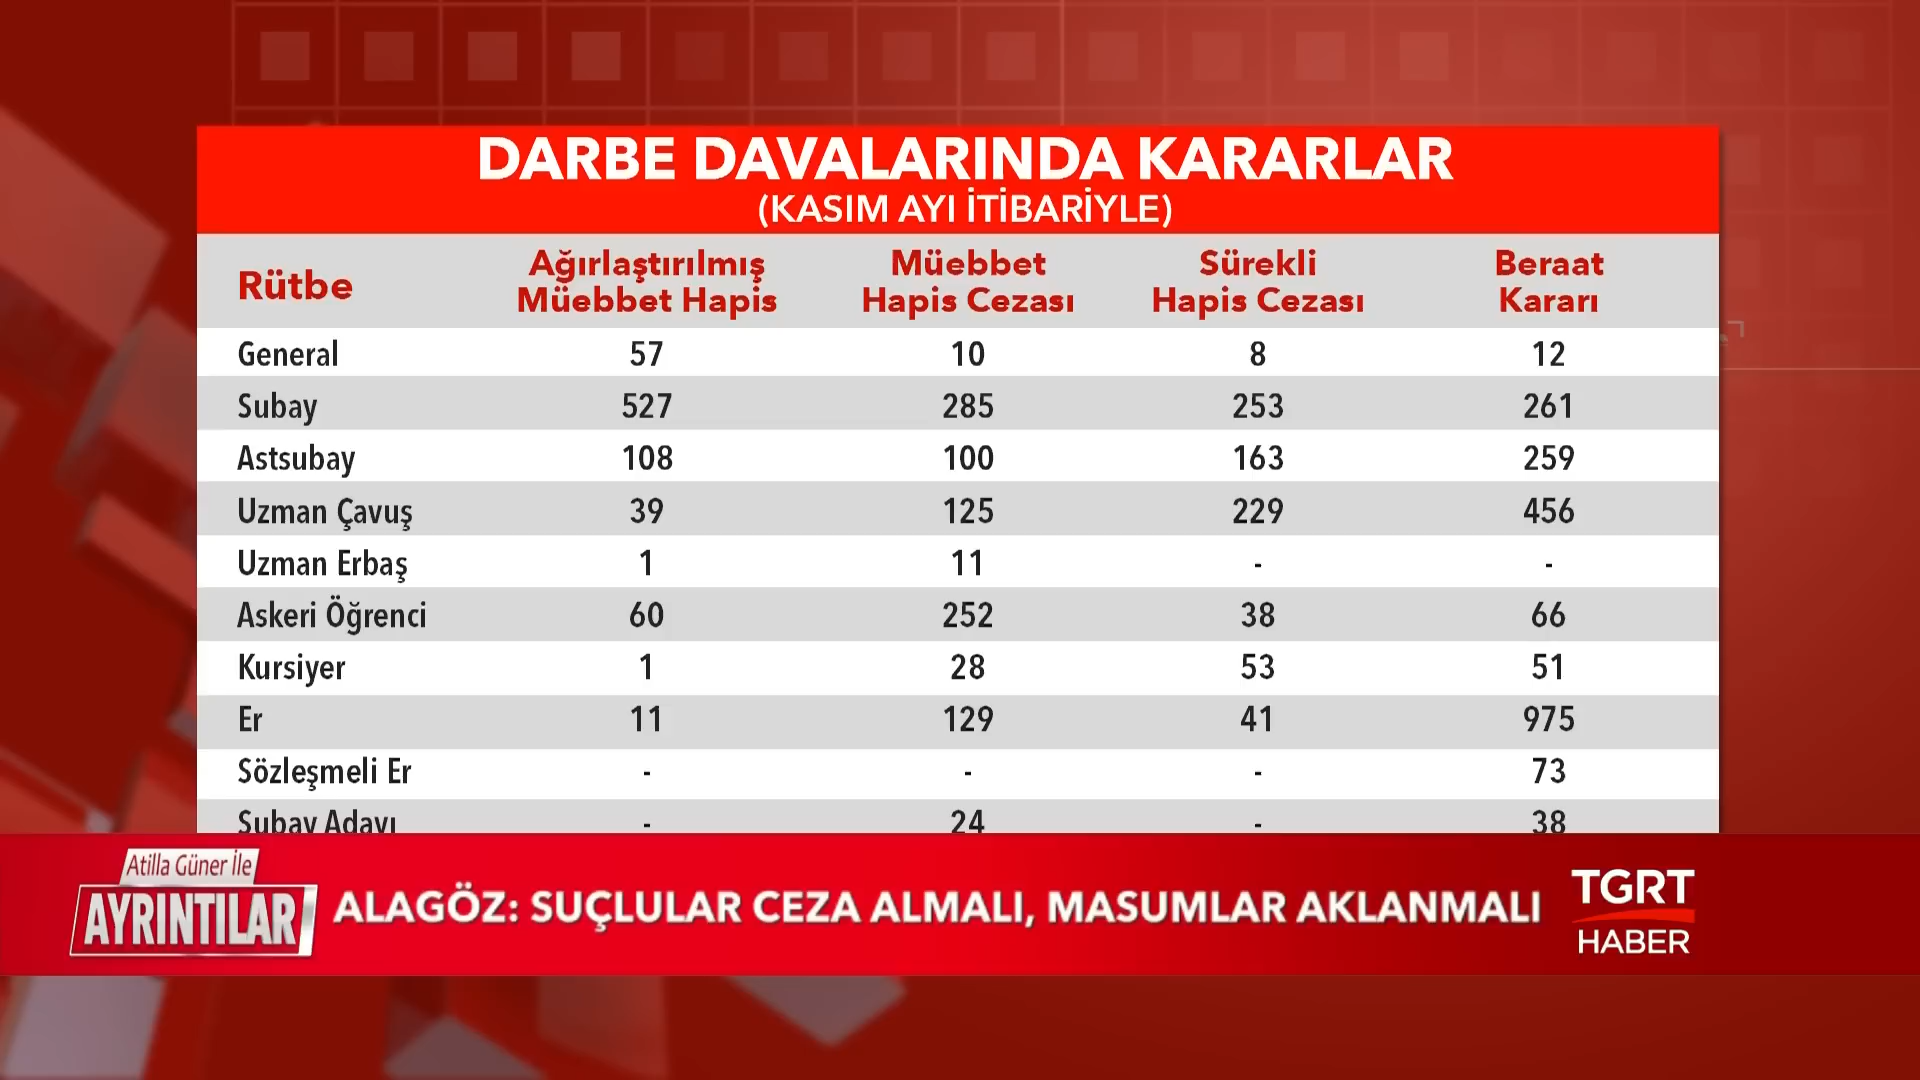 DARBE DAVALARINDA KARARLAR
(KASIM AYI İTİBARİYLE)
Rütbe Ağırlaştırılmış Müebbet Hapis Müebbet Hapis Cezası Sürekli Hapis Cezası Beraat Kararı
General 57 10 8 12
Subay 527 285 253 261
Astsubay 108 100 163 259
Uzman Çavuş 39 125 229 456
Uzman Erbaş 1 11 - -
Askeri Öğrenci 60 252 38 66
Kursiyer 1 28 53 51
Er 11 129 41 975
Sözleşmeli Er - - - 73
Subay Adayı - 24 - 38
Atilla Güner İle
AYRINTILAR
ALAGÖZ: SUÇLULAR CEZA ALMALI, MASUMLAR AKLANMALI
TGRT
HABER